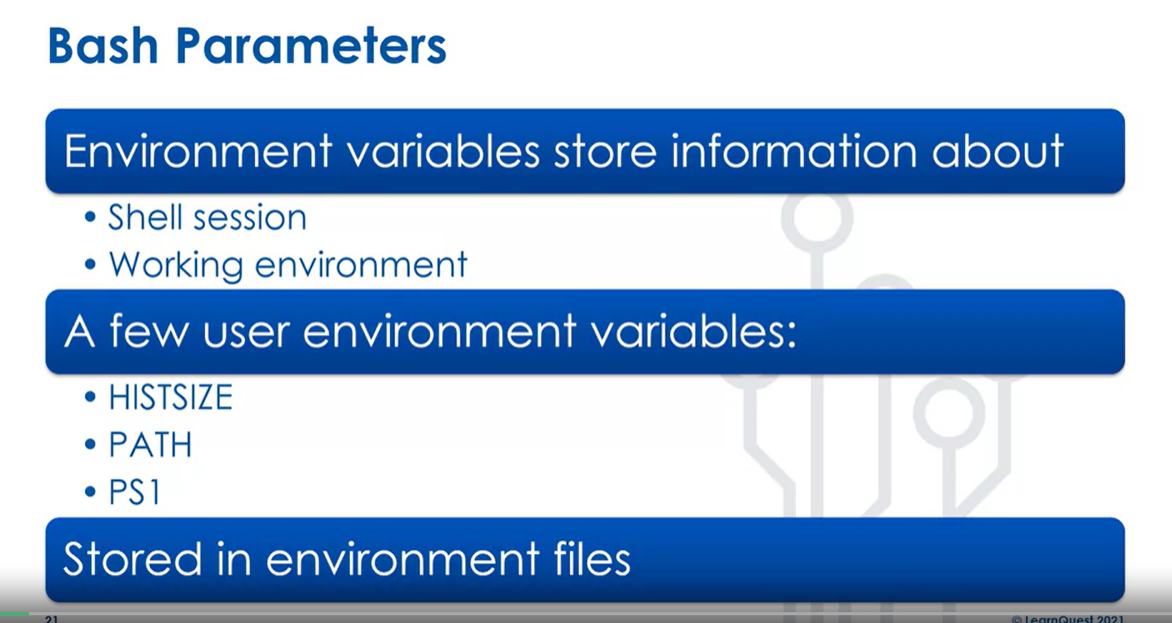 Bash Parameters
Environment variables store information about
• Shell session
• Working environment
A few user environment variables:
• HISTSIZE
• PATH
• PS1
Stored in environment files
21
© LearnQuest 2021